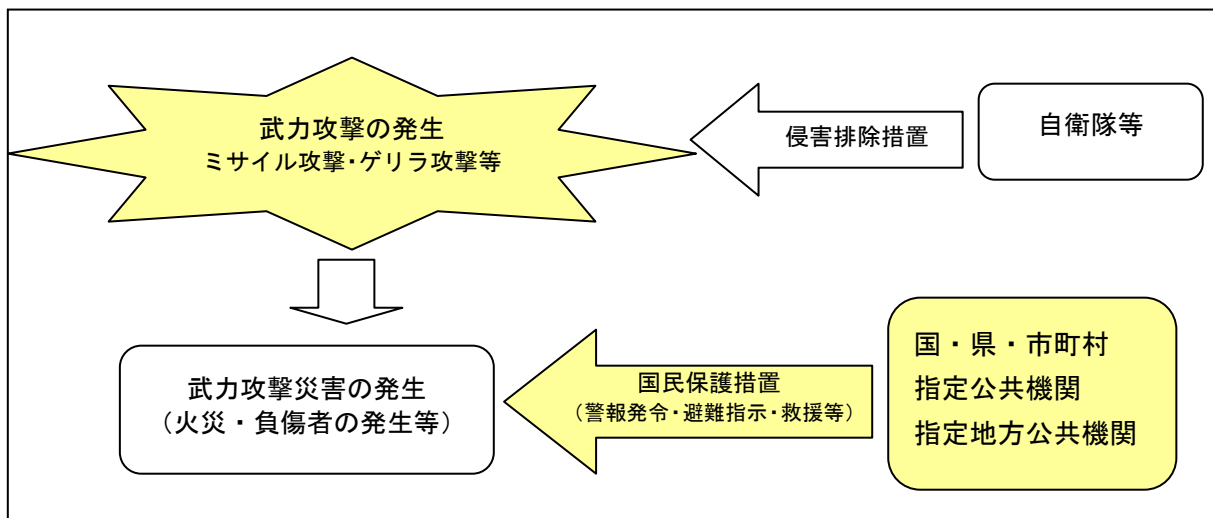 武力攻撃の発生
ミサイル攻撃・ゲリラ攻撃等
侵害排除措置
自衛隊等
武力攻撃災害の発生
（火災・負傷者の発生等）
国民保護措置
（警報発令・避難指示・救援等）
国・県・市町村
指定公共機関
指定地方公共機関